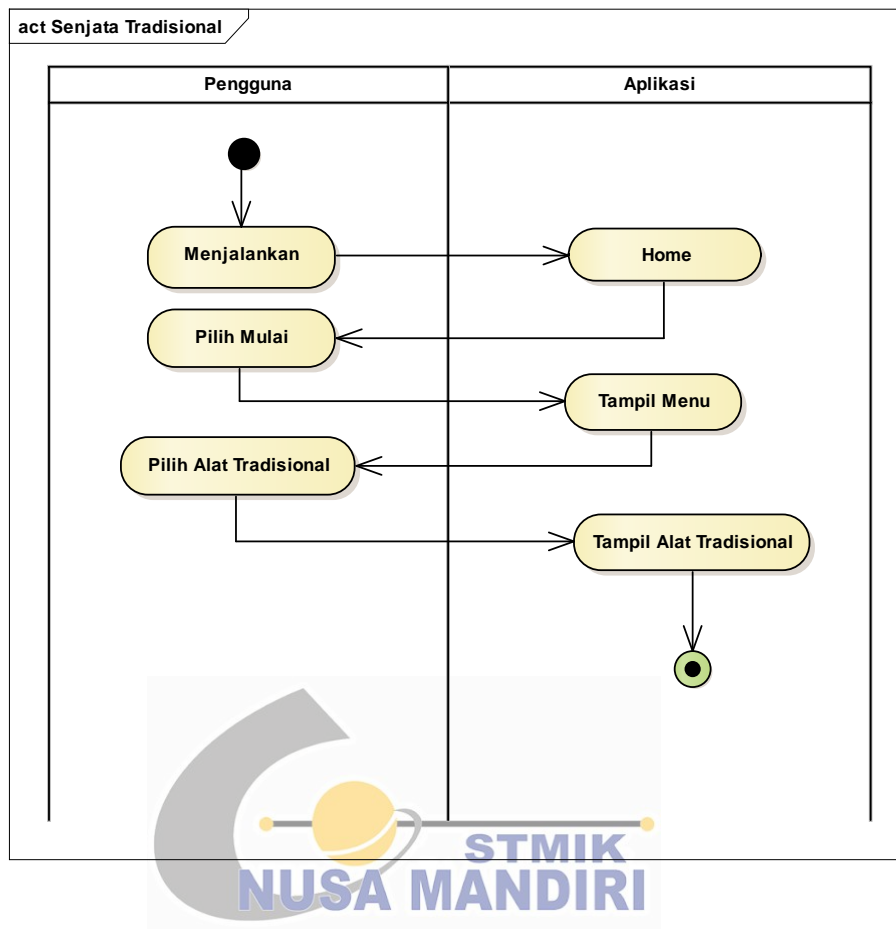 act Senjata Tradisional
Pengguna
Aplikasi
Menjalankan
Home
Pilih Mulai
Tampil Menu
Pilih Alat Tradisional
Tampil Alat Tradisional
STMIK
NUSA MANDIRI